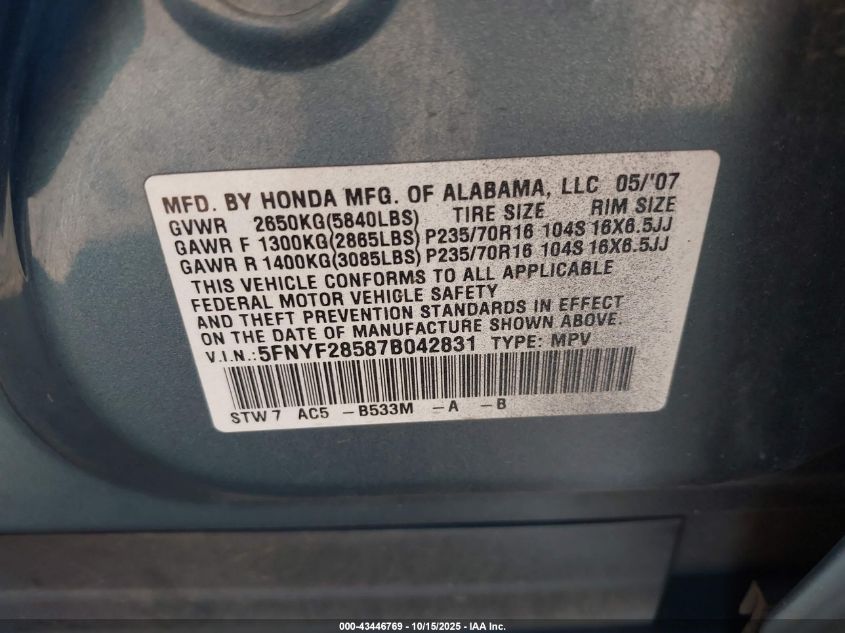 MFD. BY HONDA MFG. OF ALABAMA, LLC 05/'07
GVWR 2650KG(5840LBS) TIRE SIZE RIM SIZE
GAWR F 1300KG(2865LBS) P235/70R16 104S 16X6.5JJ
GAWR R 1400KG(3085LBS) P235/70R16 104S 16X6.5JJ
THIS VEHICLE CONFORMS TO ALL APPLICABLE
FEDERAL MOTOR VEHICLE SAFETY
AND THEFT PREVENTION STANDARDS IN EFFECT
ON THE DATE OF MANUFACTURE SHOWN ABOVE.
V.I.N.:5FNYF28587B042831 TYPE: MPV
STW7 AC5 -B533M -A -B
000-43446769 - 10/15/2025 - IAA Inc.